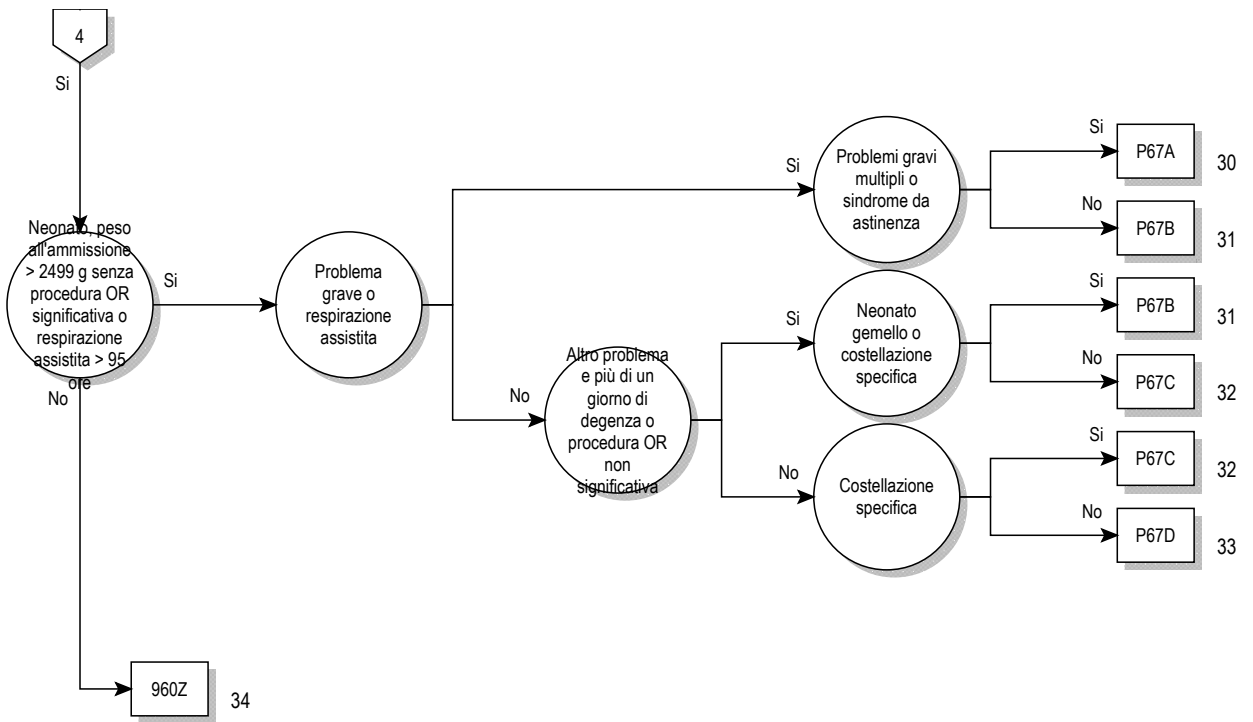 4
Si
Neonato, peso
all'ammissione
> 2499 g senza
procedura OR
significativa o
respirazione
assistita > 95
ore
Si
No
Problema
grave o
respirazione
assistita
Si
No
Problemi gravi
multipli o
sindrome da
astinenza
Si
P67A
30
No
P67B
31
Altro problema
e più di un
giorno di
degenza o
procedura OR
non
significativa
Si
No
Neonato
gemello o
costellazione
specifica
Si
P67B
31
No
P67C
32
Costellazione
specifica
Si
P67C
32
No
P67D
33
960Z
34